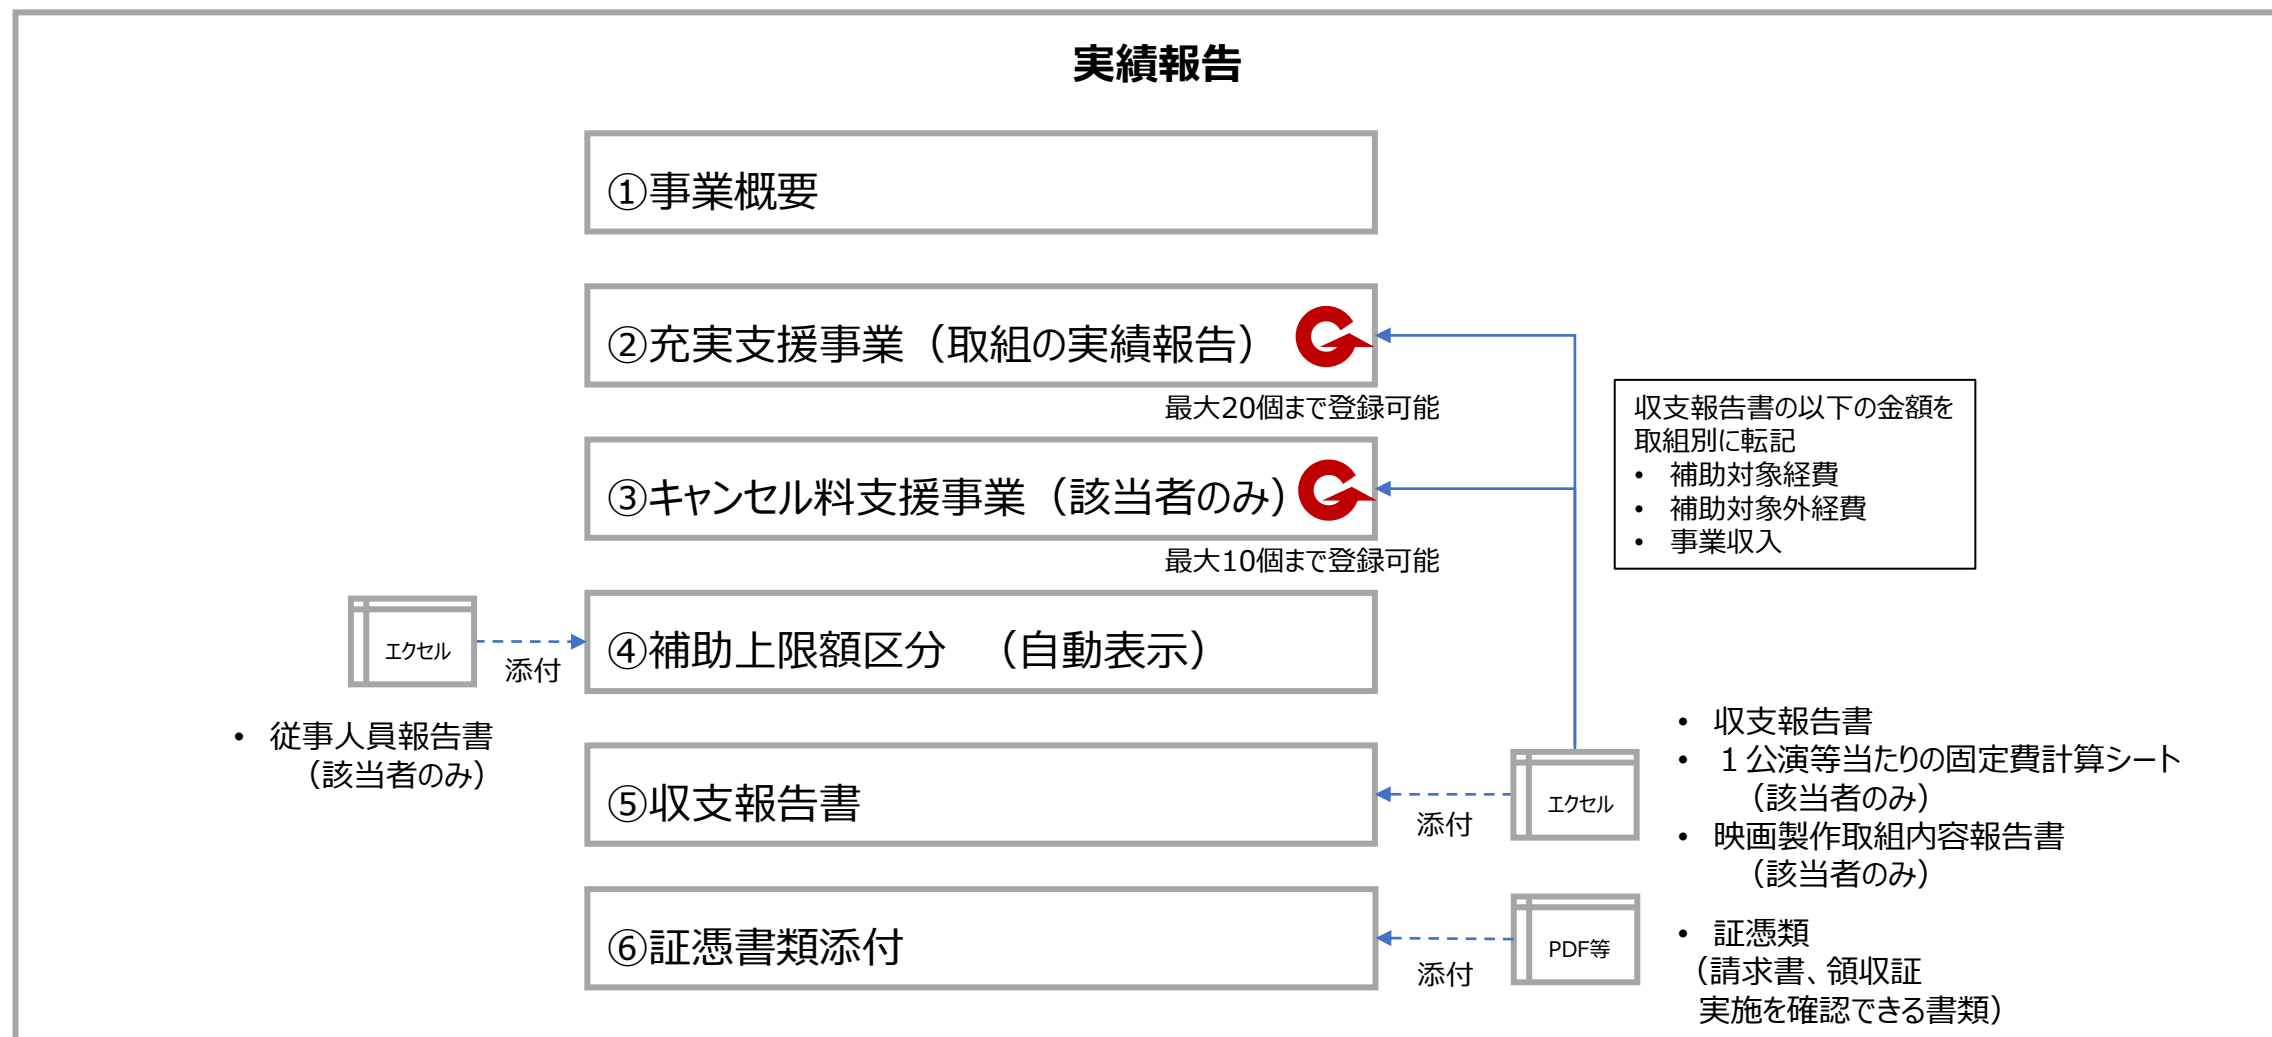 実績報告
①事業概要
②充実支援事業（取組の実績報告）
最大20個まで登録可能
③キャンセル料支援事業（該当者のみ）
最大10個まで登録可能
収支報告書の以下の金額を
取組別に転記
• 補助対象経費
• 補助対象外経費
• 事業収入
エクセル
添付
④補助上限額区分　（自動表示）
• 従事人員報告書
（該当者のみ）
⑤収支報告書
添付
エクセル
• 収支報告書
• １公演等当たりの固定費計算シート
（該当者のみ）
• 映画製作取組内容報告書
（該当者のみ）
⑥証憑書類添付
添付
PDF等
• 証憑類
（請求書、領収証
実施を確認できる書類）